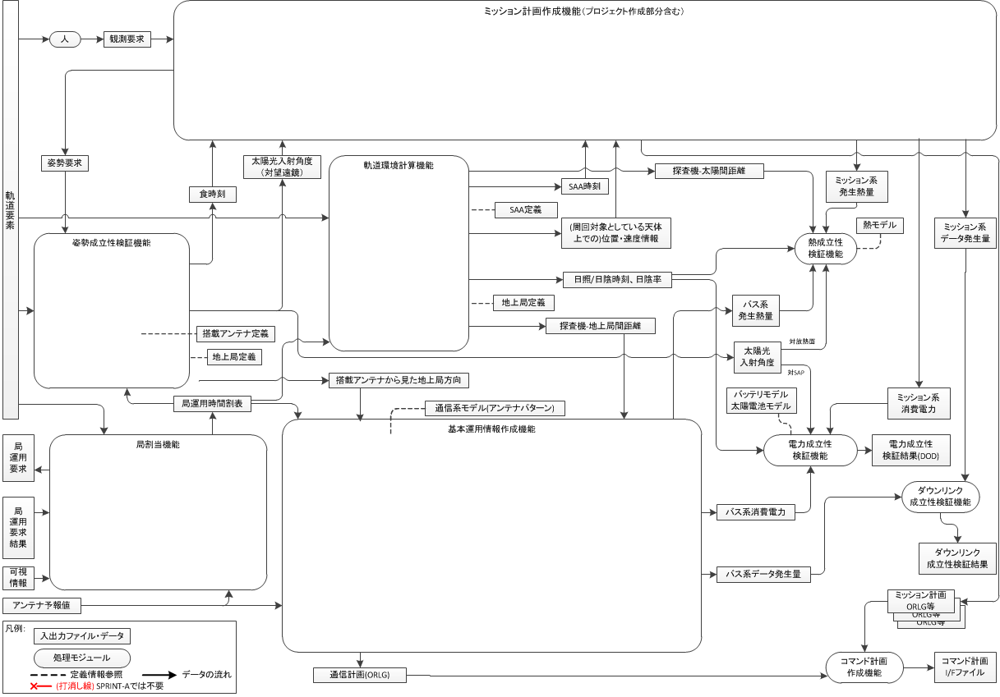 ミッション計画作成機能（プロジェクト作成部分含む）
人
観測要求
軌道要素
姿勢要求
太陽光入射角度
（対望遠鏡）
食時刻
軌道環境計算機能
探査機-太陽間距離
SAA時刻
SAA定義
(周回対象としている天体
上での)位置・速度情報
ミッション系
発生熱量
熱モデル
ミッション系
データ発生量
姿勢成立性検証機能
熱成立性
検証機能
日照/日陰時刻、日陰率
地上局定義
バス系
発生熱量
探査機-地上局間距離
搭載アンテナ定義
地上局定義
太陽光
入射角度
対放熱面
対SAP
搭載アンテナから見た地上局方向
局運用時間割表
通信系モデル(アンテナパターン)
バッテリモデル
太陽電池モデル
ミッション系
消費電力
基本運用情報作成機能
局割当機能
局
運用
要求
電力成立性
検証機能
電力成立性
検証結果(DOD)
局
運用
要求
結果
ダウンリンク
成立性検証機能
バス系消費電力
ダウンリンク
成立性検証結果
バス系データ発生量
可視
情報
アンテナ予報値
ミッション計画
ORLG等
ORLG等
ORLG等
凡例:
入出力ファイル・データ
処理モジュール
定義情報参照
データの流れ
(打消し線) SPRINT-Aでは不要
通信計画(ORLG)
コマンド計画
作成機能
コマンド計画
I/Fファイル